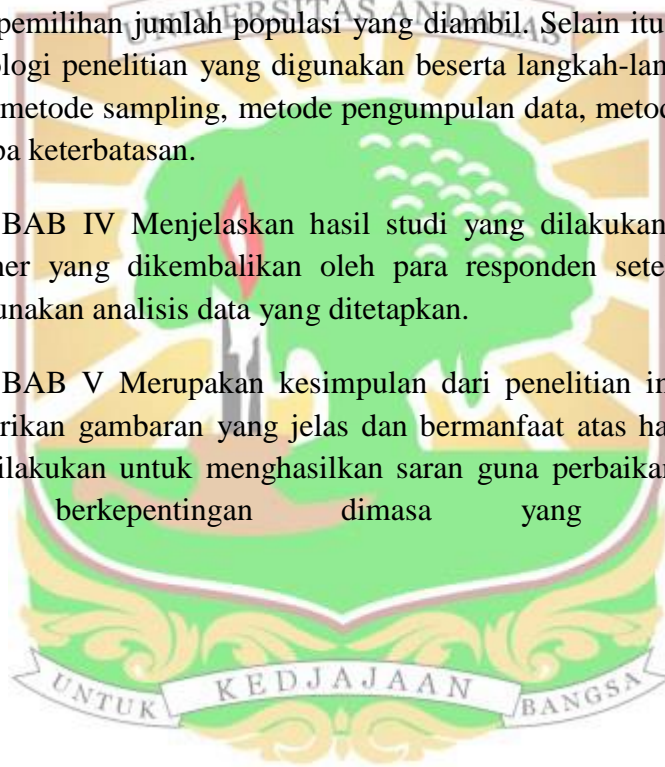 pemilihan jumlah populasi yang diambil. Selain itu
UNIVERSITAS ANDALAS
ologi penelitian yang digunakan beserta langkah-lan
metode sampling, metode pengumpulan data, metod
pa keterbatasan.
BAB IV Menjelaskan hasil studi yang dilakukan
ner yang dikembalikan oleh para responden sete
unakan analisis data yang ditetapkan.
BAB V Merupakan kesimpulan dari penelitian in
rikan gambaran yang jelas dan bermanfaat atas ha
ilakukan untuk menghasilkan saran guna perbaikan
berkepentingan dimasa yang
UNTUK KEDJAJAAN BANGSA